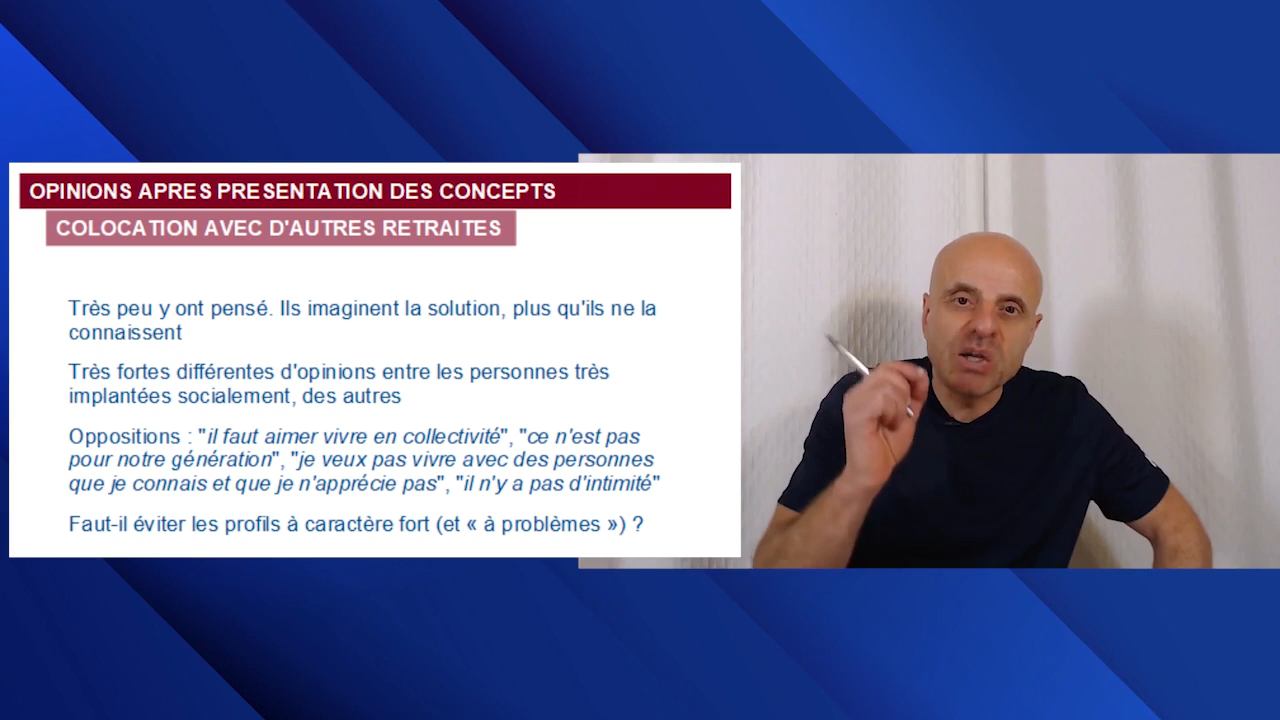 OPINIONS APRES PRESENTATION DES CONCEPTS
COLOCATION AVEC D'AUTRES RETRAITES
Très peu y ont pensé. Ils imaginent la solution, plus qu'ils ne la
connaissent
Très fortes différentes d'opinions entre les personnes très
implantées socialement, des autres
Oppositions : "il faut aimer vivre en collectivité", "ce n'est pas
pour notre génération", "je veux pas vivre avec des personnes
que je connais et que je n'apprécie pas", "il n'y a pas d'intimité"
Faut-il éviter les profils à caractère fort (et « à problèmes ») ?